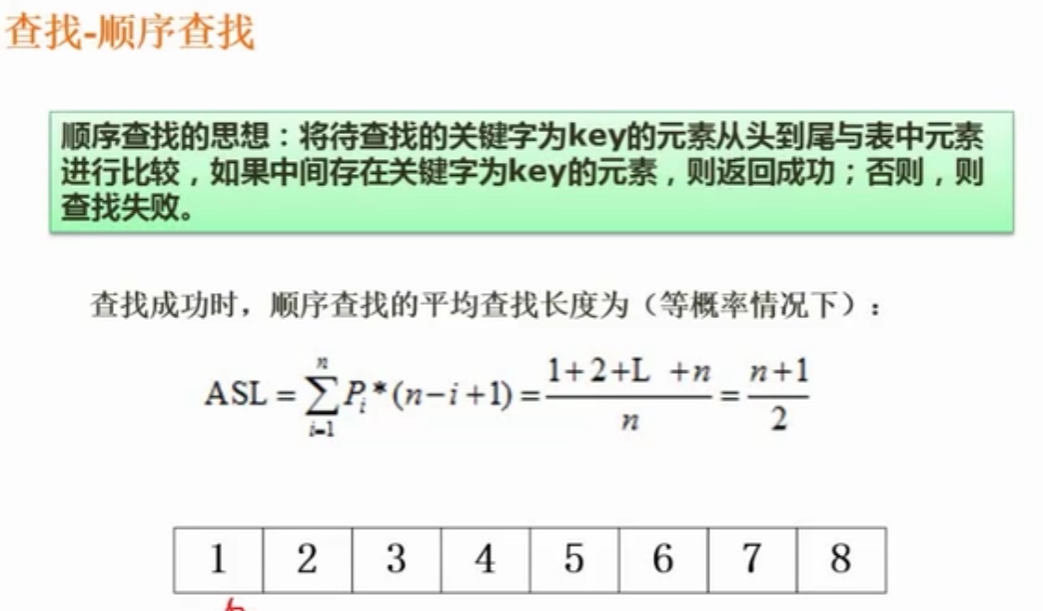 查找-顺序查找
顺序查找的思想：将待查找的关键字为key的元素从头到尾与表中元素
进行比较，如果中间存在关键字为key的元素，则返回成功；否则，则
查找失败。
查找成功时，顺序查找的平均查找长度为（等概率情况下）：
ASL = \sum_{i=1}^{n} P_i * (n-i+1) = \frac{1+2+L +n}{n} = \frac{n+1}{2}
1 2 3 4 5 6 7 8